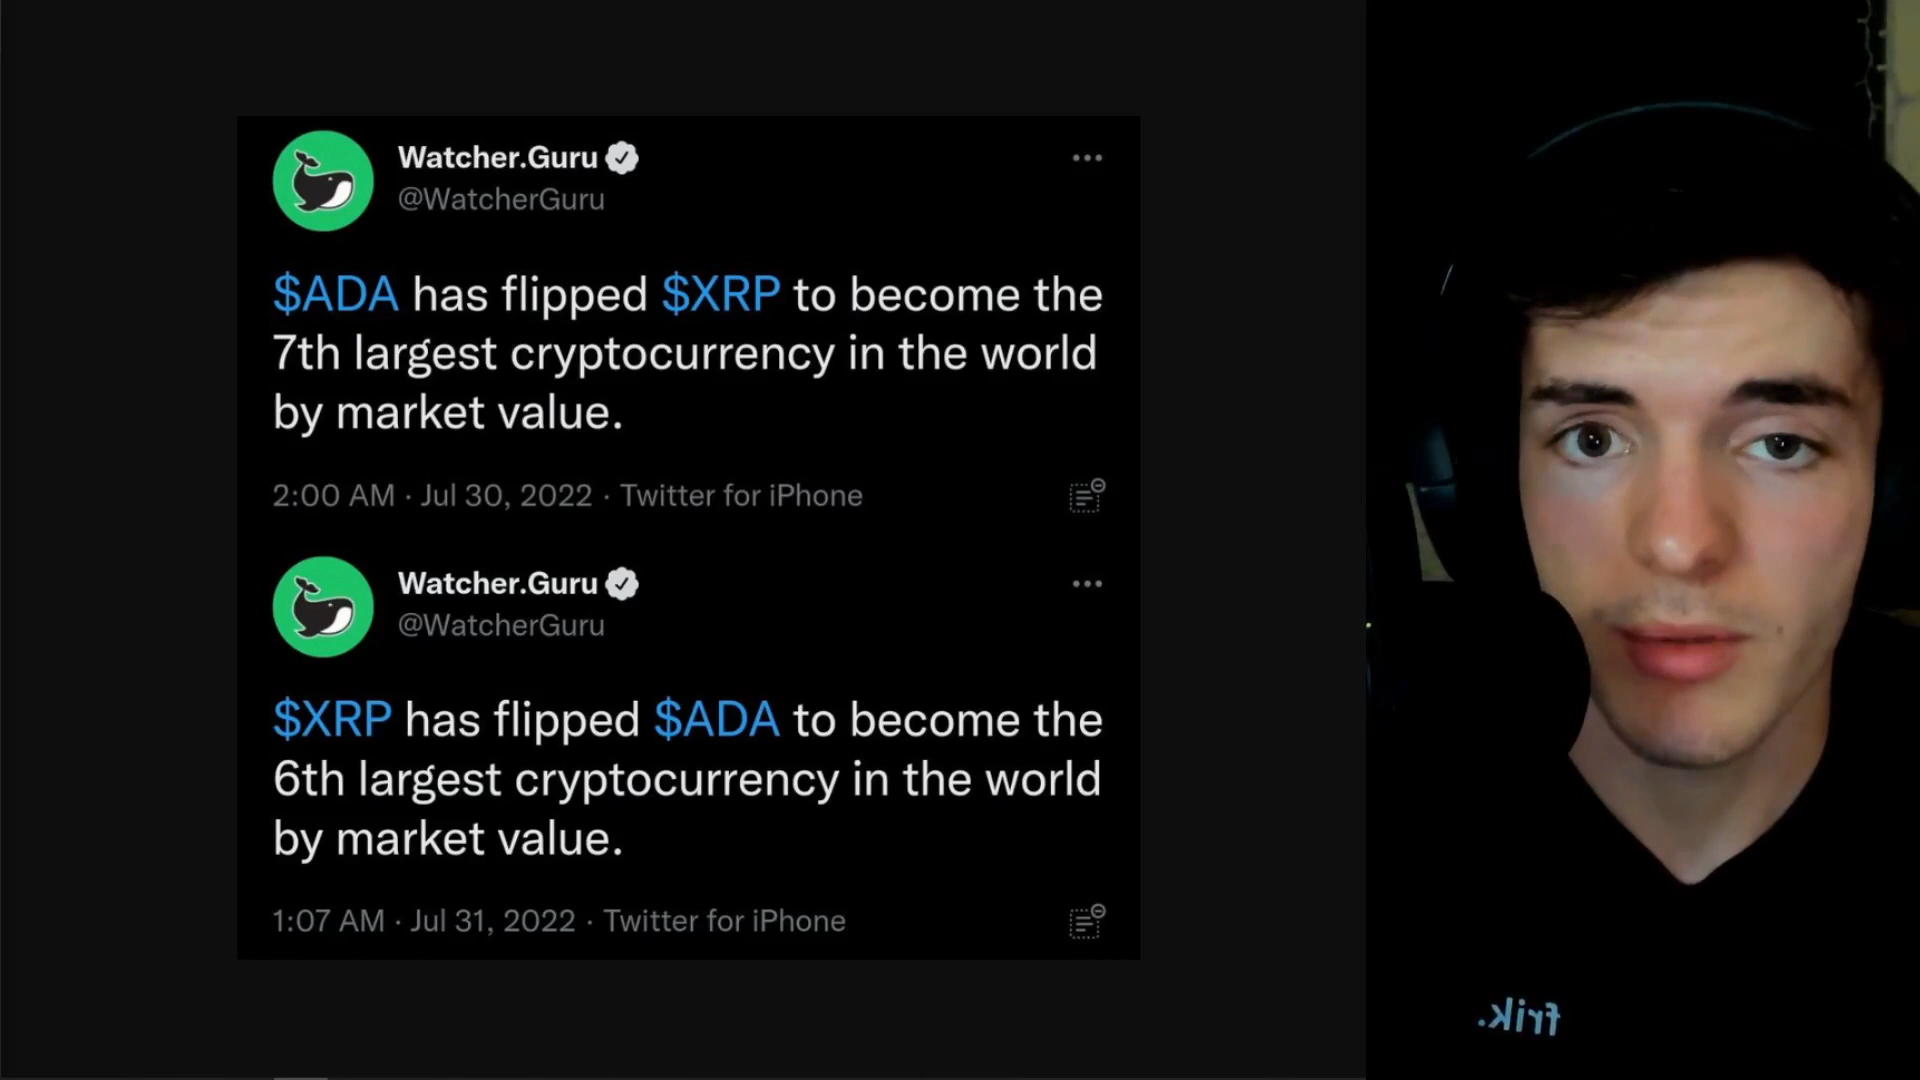 Watcher.Guru
@WatcherGuru
$ADA has flipped $XRP to become the
7th largest cryptocurrency in the world
by market value.
2:00 AM · Jul 30, 2022 · Twitter for iPhone
Watcher.Guru
@WatcherGuru
$XRP has flipped $ADA to become the
6th largest cryptocurrency in the world
by market value.
1:07 AM · Jul 31, 2022 · Twitter for iPhone
frik.